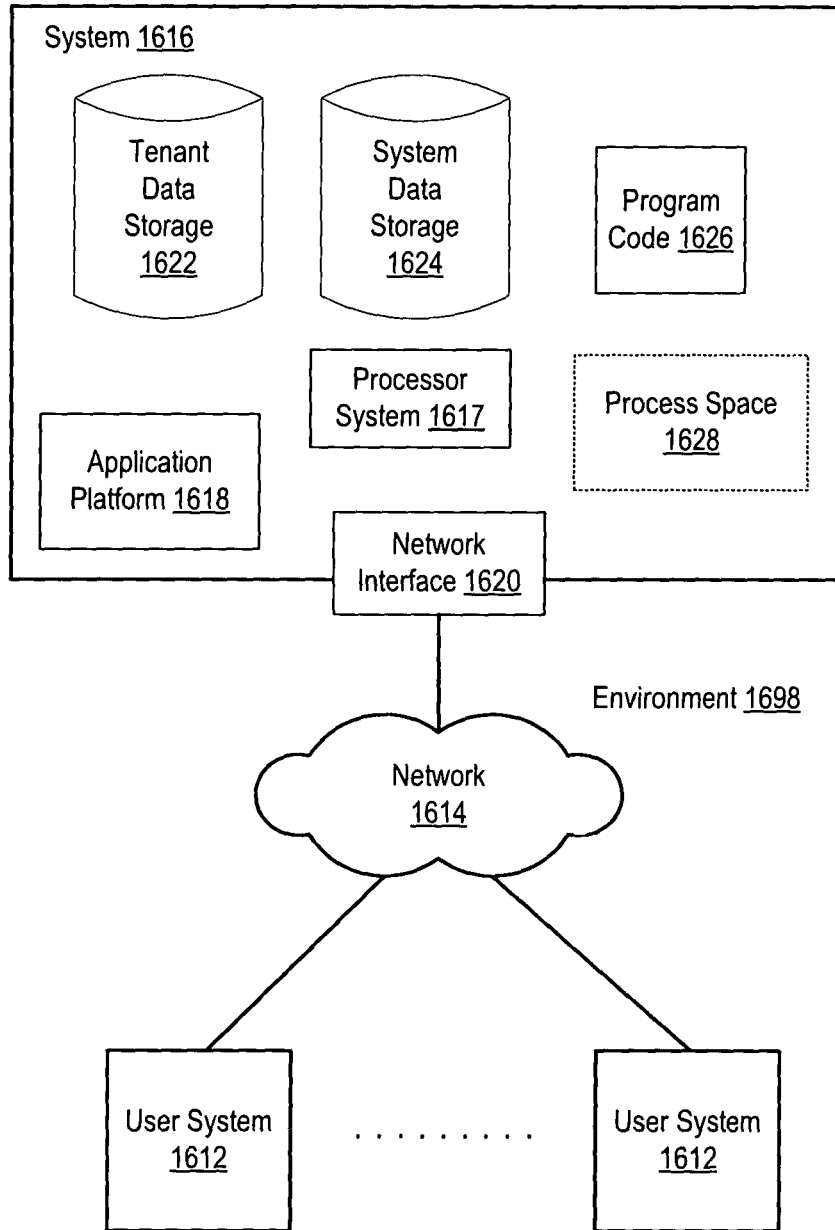 System 1616
Tenant
Data
Storage
1622
System
Data
Storage
1624
Program
Code 1626
Processor
System 1617
Process Space
1628
Application
Platform 1618
Network
Interface 1620
Environment 1698
Network
1614
User System
1612
. . . . . . . . .
User System
1612